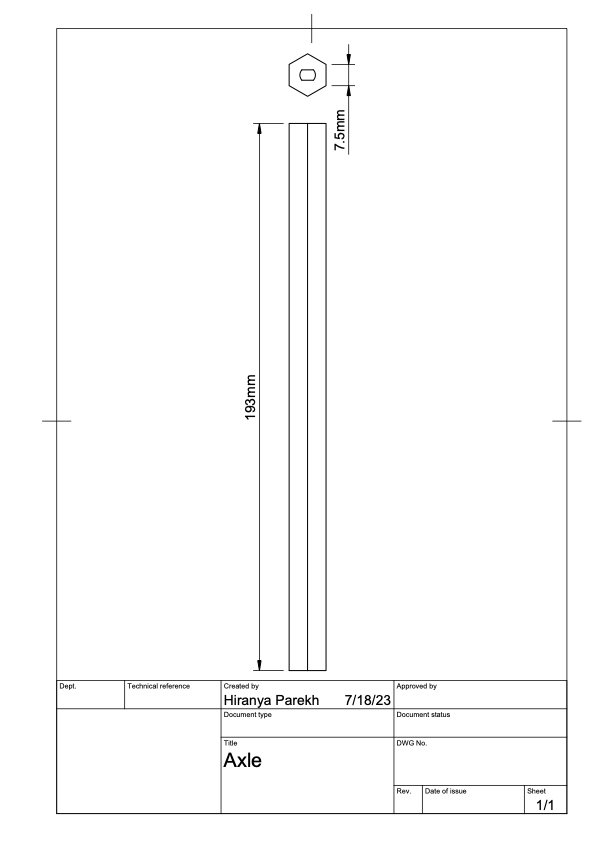 7.5mm
193mm
Dept.
Technical reference
Created by
Approved by
Hiranya Parekh 7/18/23
Document type
Document status
Title
DWG No.
Axle
Rev.
Date of issue
Sheet
1/1